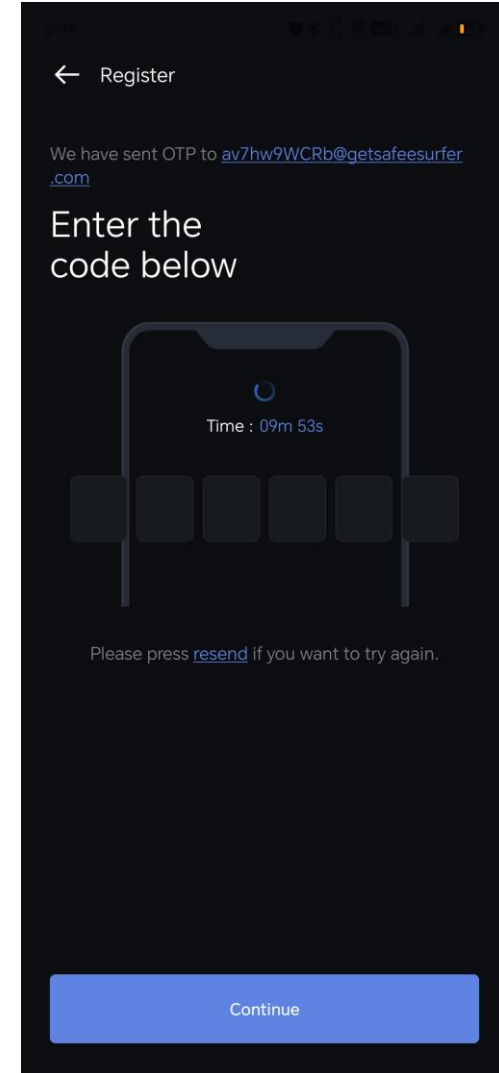 Register
We have sent OTP to av7hw9WCRb@getsafeesurfer
.com
Enter the
code below
Time : 09m 53s
Please press resend if you want to try again.
Continue